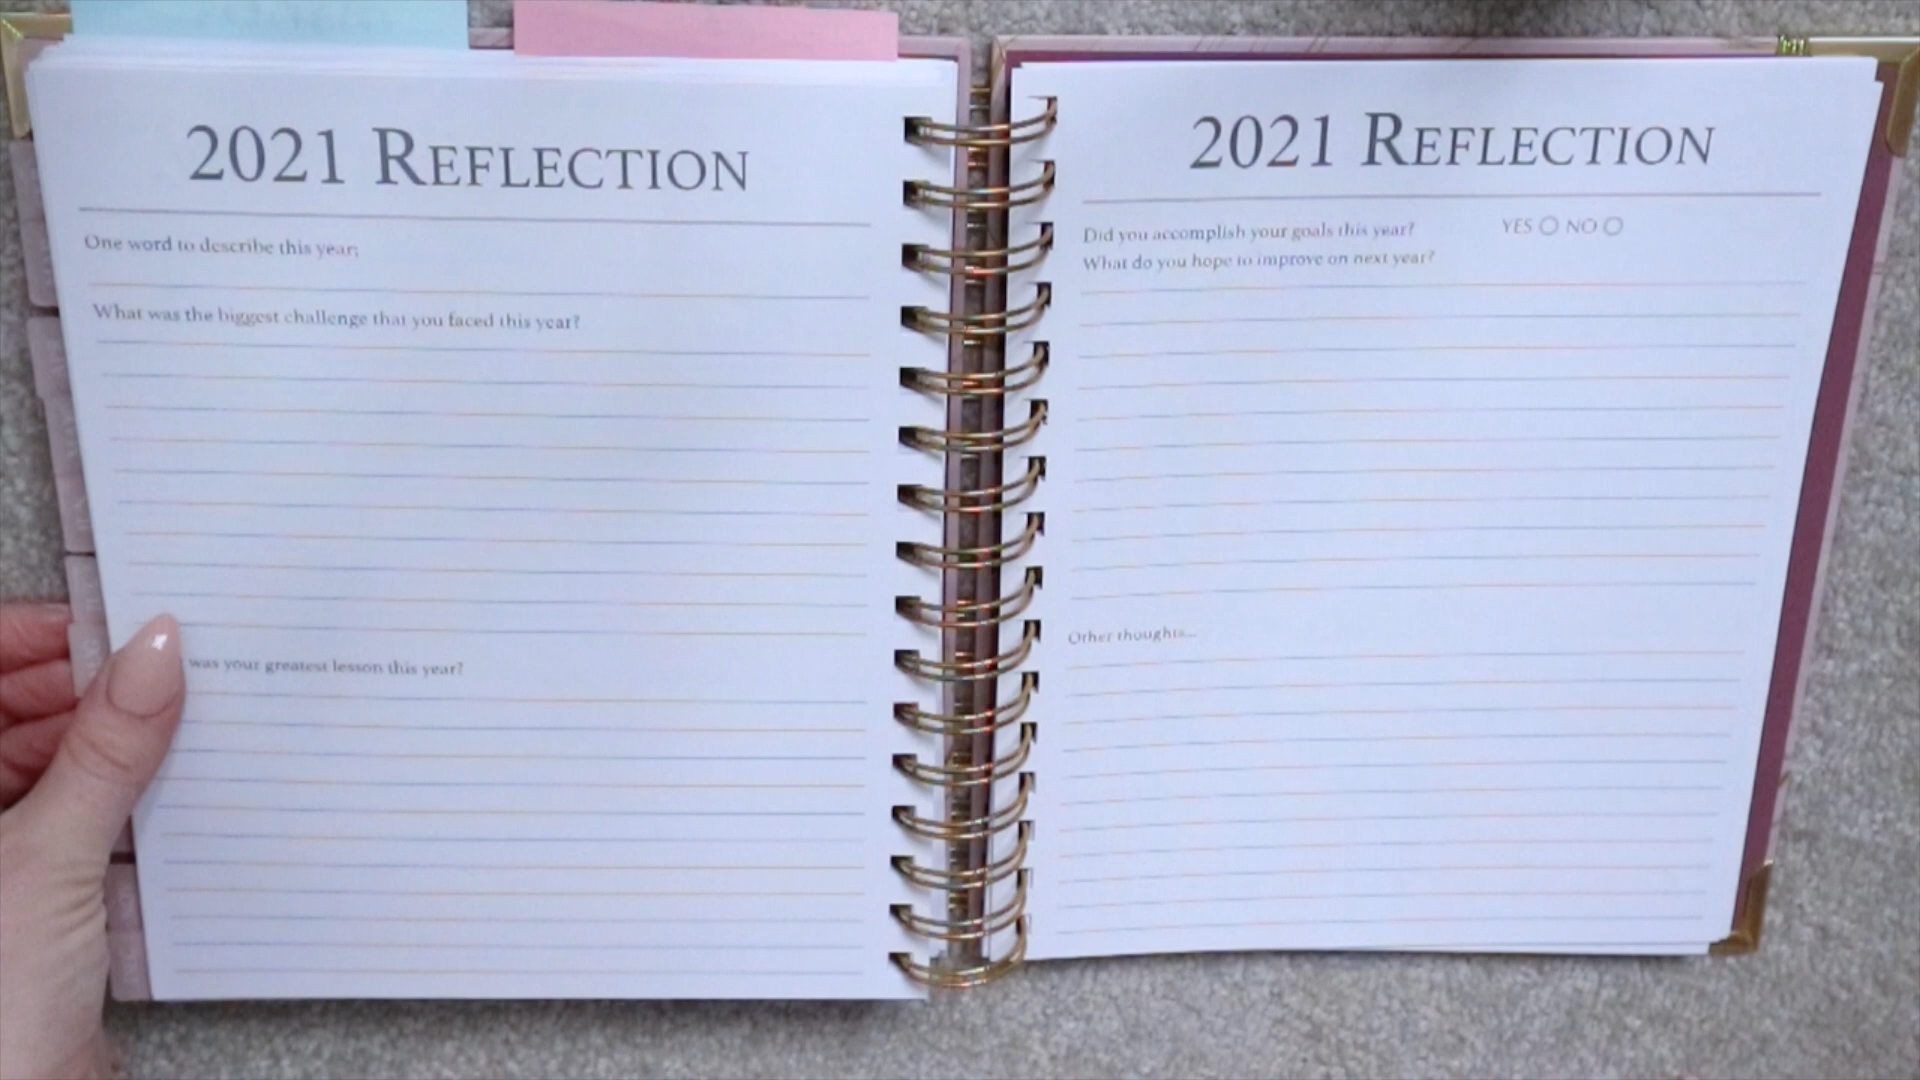 2021 REFLECTION
One word to describe this year:
What was the biggest challenge that you faced this year?
was your greatest lesson this year?
2021 REFLECTION
Did you accomplish your goals this year? YES NO
What do you hope to improve on next year?
Other thoughts...